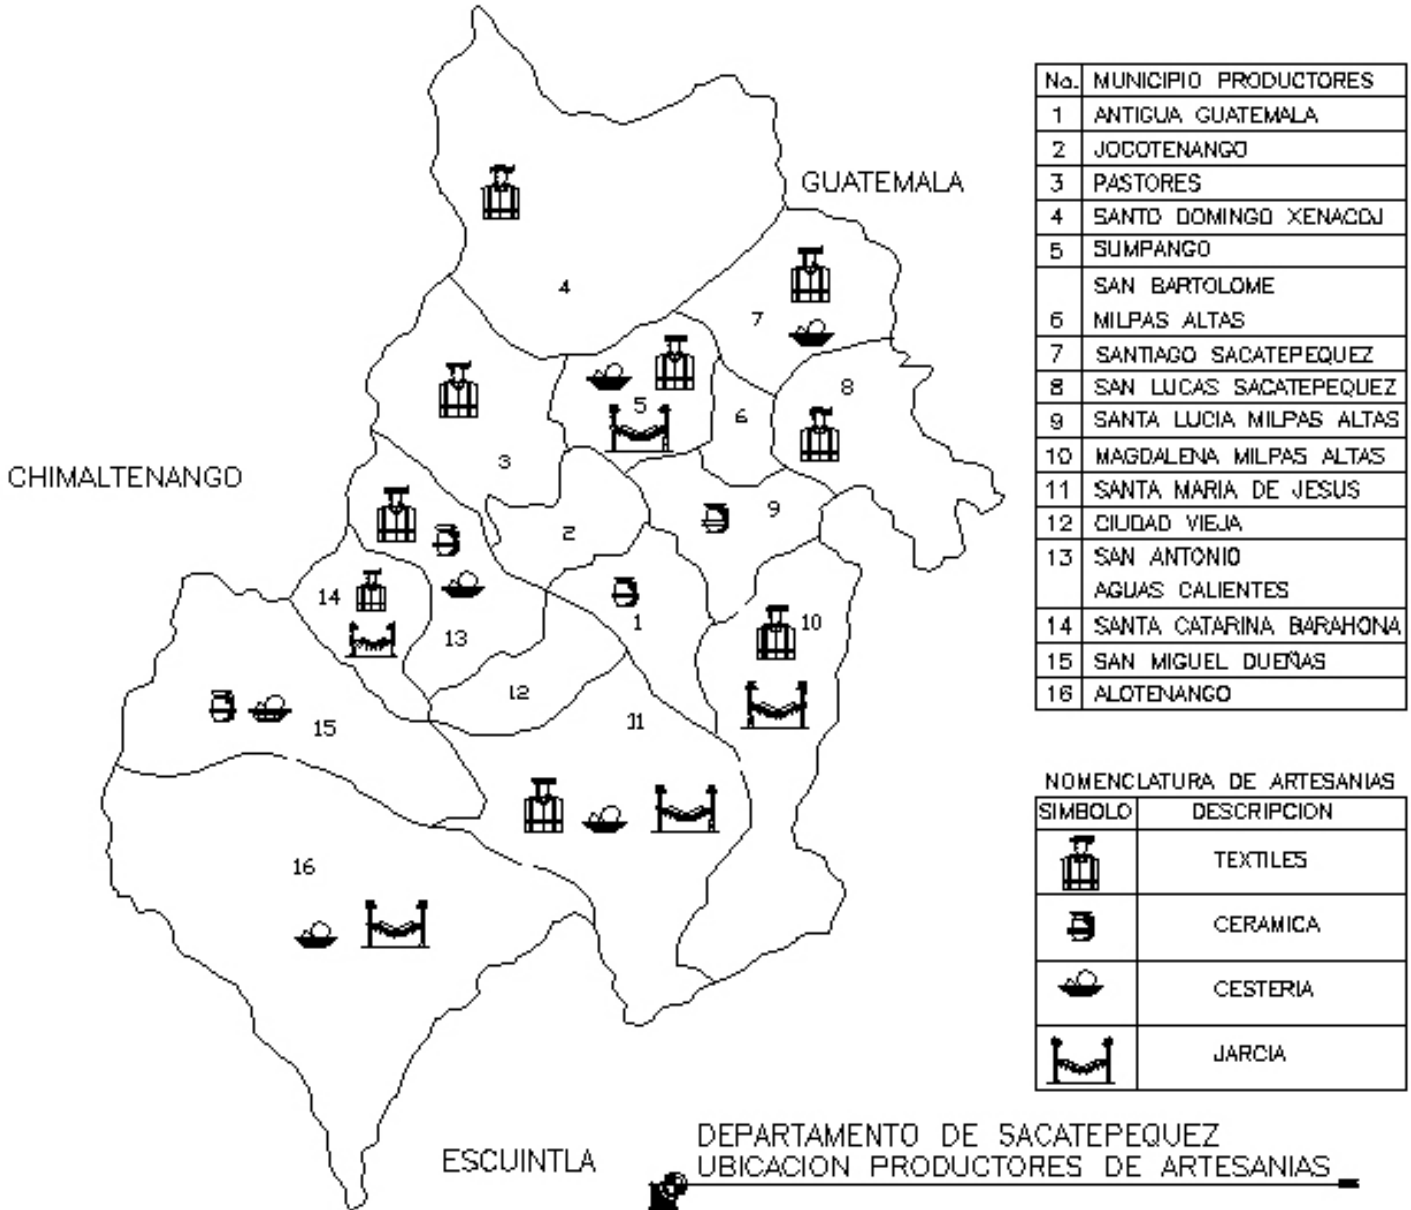 No. MUNICIPIO PRODUCTORES
1 ANTIGUA GUATEMALA
2 JOCOTENANGO
3 PASTORES
4 SANTO DOMINGO XENACOJ
5 SUMPANGO
SAN BARTOLOME
6 MILPAS ALTAS
7 SANTIAGO SACATEPEQUEZ
8 SAN LUCAS SACATEPEQUEZ
9 SANTA LUCIA MILPAS ALTAS
10 MAGDALENA MILPAS ALTAS
11 SANTA MARIA DE JESUS
12 CIUDAD VIEJA
13 SAN ANTONIO
AGUAS CALIENTES
14 SANTA CATARINA BARAHONA
15 SAN MIGUEL DUEÑAS
16 ALOTENANGO
GUATEMALA
4
7
8
5
6
3
CHIMALTENANGO
9
2
14
1
10
13
12
11
15
16
NOMENCLATURA DE ARTESANIAS
SIMBOLO DESCRIPCION
TEXTILES
CERAMICA
CESTERIA
JARCIA
ESCUINTLA
DEPARTAMENTO DE SACATEPEQUEZ
UBICACION PRODUCTORES DE ARTESANIAS